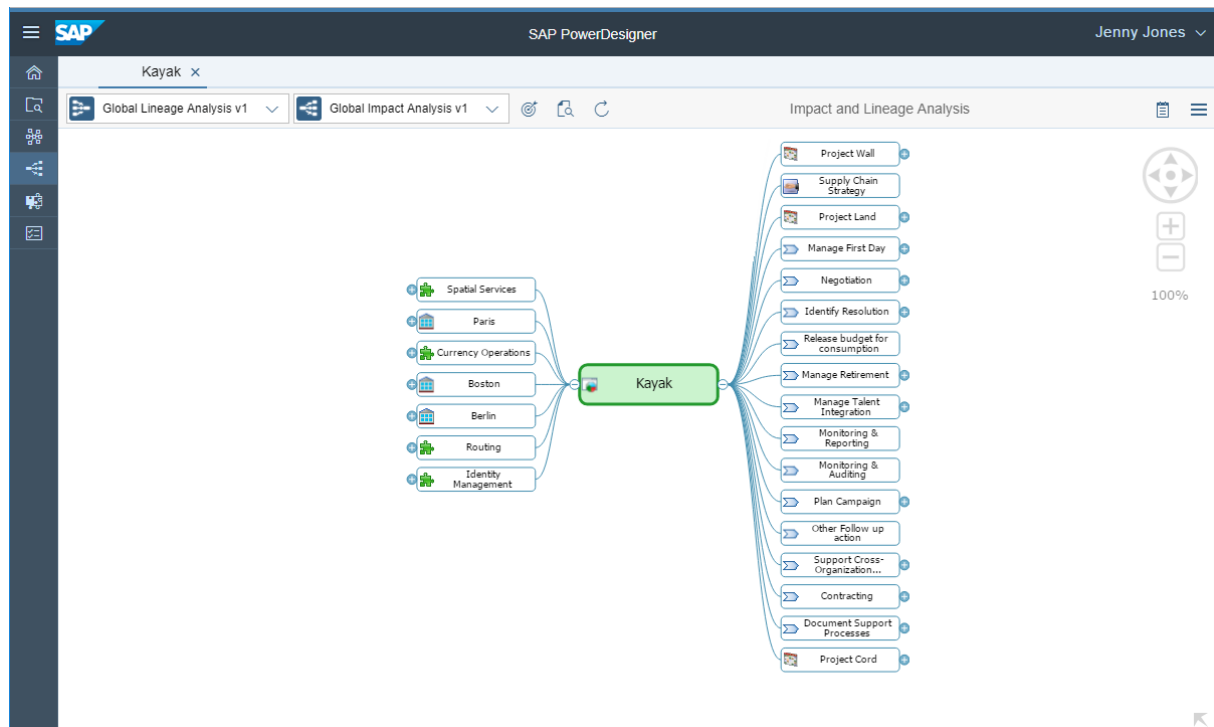 SAP
SAP PowerDesigner
Jenny Jones
Kayak ×
Global Lineage Analysis v1
Global Impact Analysis v1
Impact and Lineage Analysis
Spatial Services
Paris
Currency Operations
Boston
Berlin
Routing
Identity
Management
Kayak
Project Wall
Supply Chain
Strategy
Project Land
Manage First Day
Negotiation
Identify Resolution
Release budget for
consumption
Manage Retirement
Manage Talent
Integration
Monitoring &
Reporting
Monitoring &
Auditing
Plan Campaign
Other Follow up
action
Support Cross-
Organization...
Contracting
Document Support
Processes
Project Cord
100%